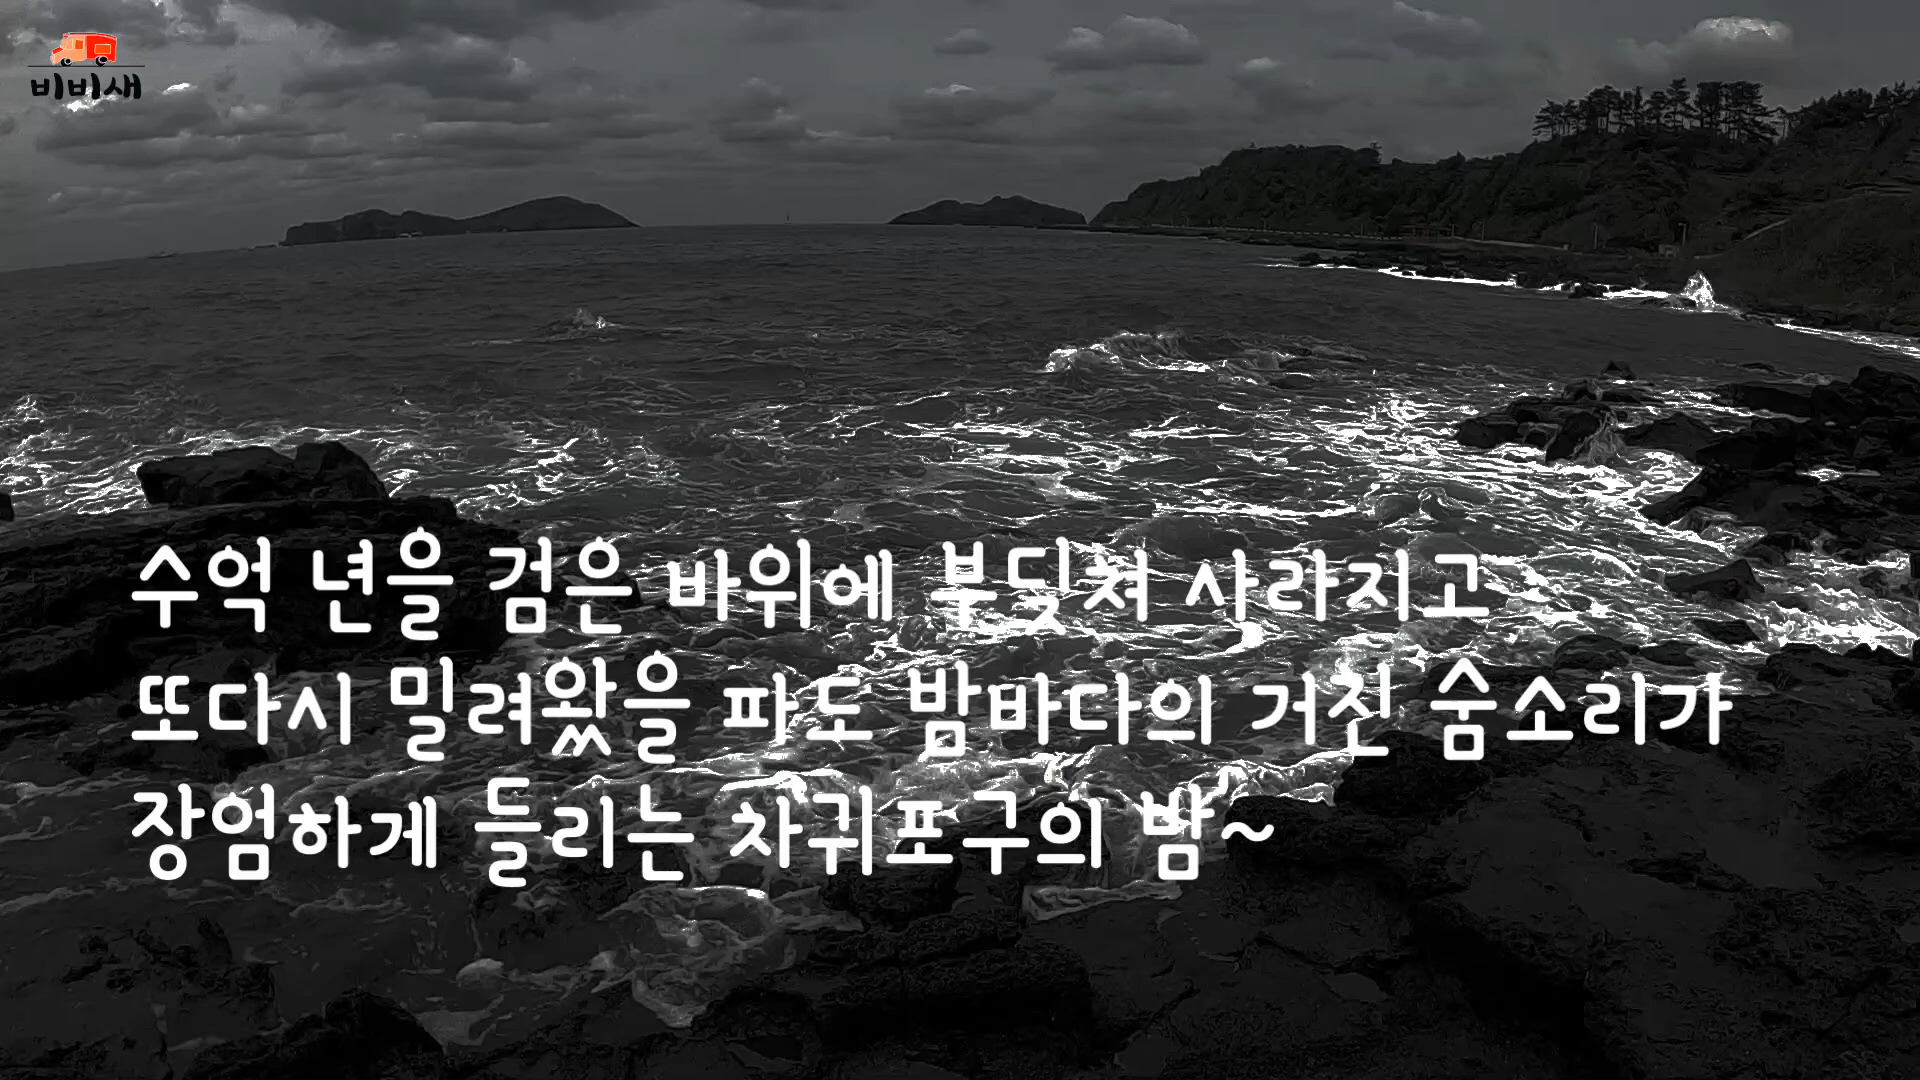 비비새
수억 년을 검은 바위에 부딪쳐 사라지고
또다시 밀려왔을 파도 밤바다의 거친 숨소리가
장엄하게 들리는 차귀포구의 밤~